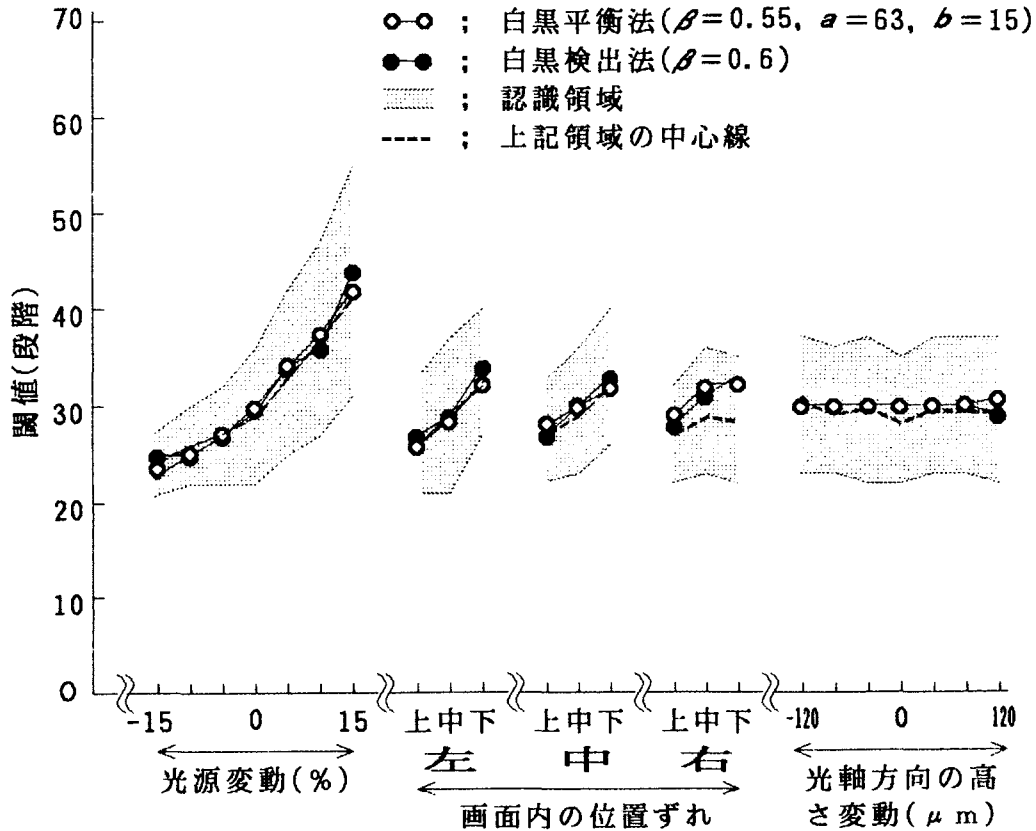 70
; 白黒平衡法(β=0.55, a=63, b=15)
; 白黒検出法(β=0.6)
; 認識領域
; 上記領域の中心線
60
50
40
30
20
10
0
閾値(段階)
-15 0 15
上中下 上中下 上中下
-120 0 120
左 中 右
光源変動(%)
画面内の位置ずれ
光軸方向の高
さ変動(μm)